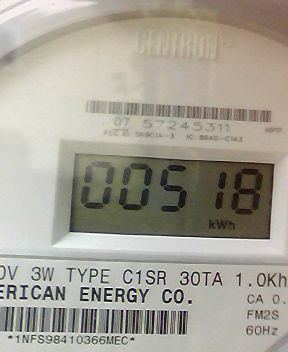 CENTRON®
07 57245311 MPP
00518
kWh
0V 3W TYPE C1SR 30TA 1.0Kh
ERICAN ENERGY CO.
CA 0.
FM2S
60Hz
*1NFS98410366MEC*